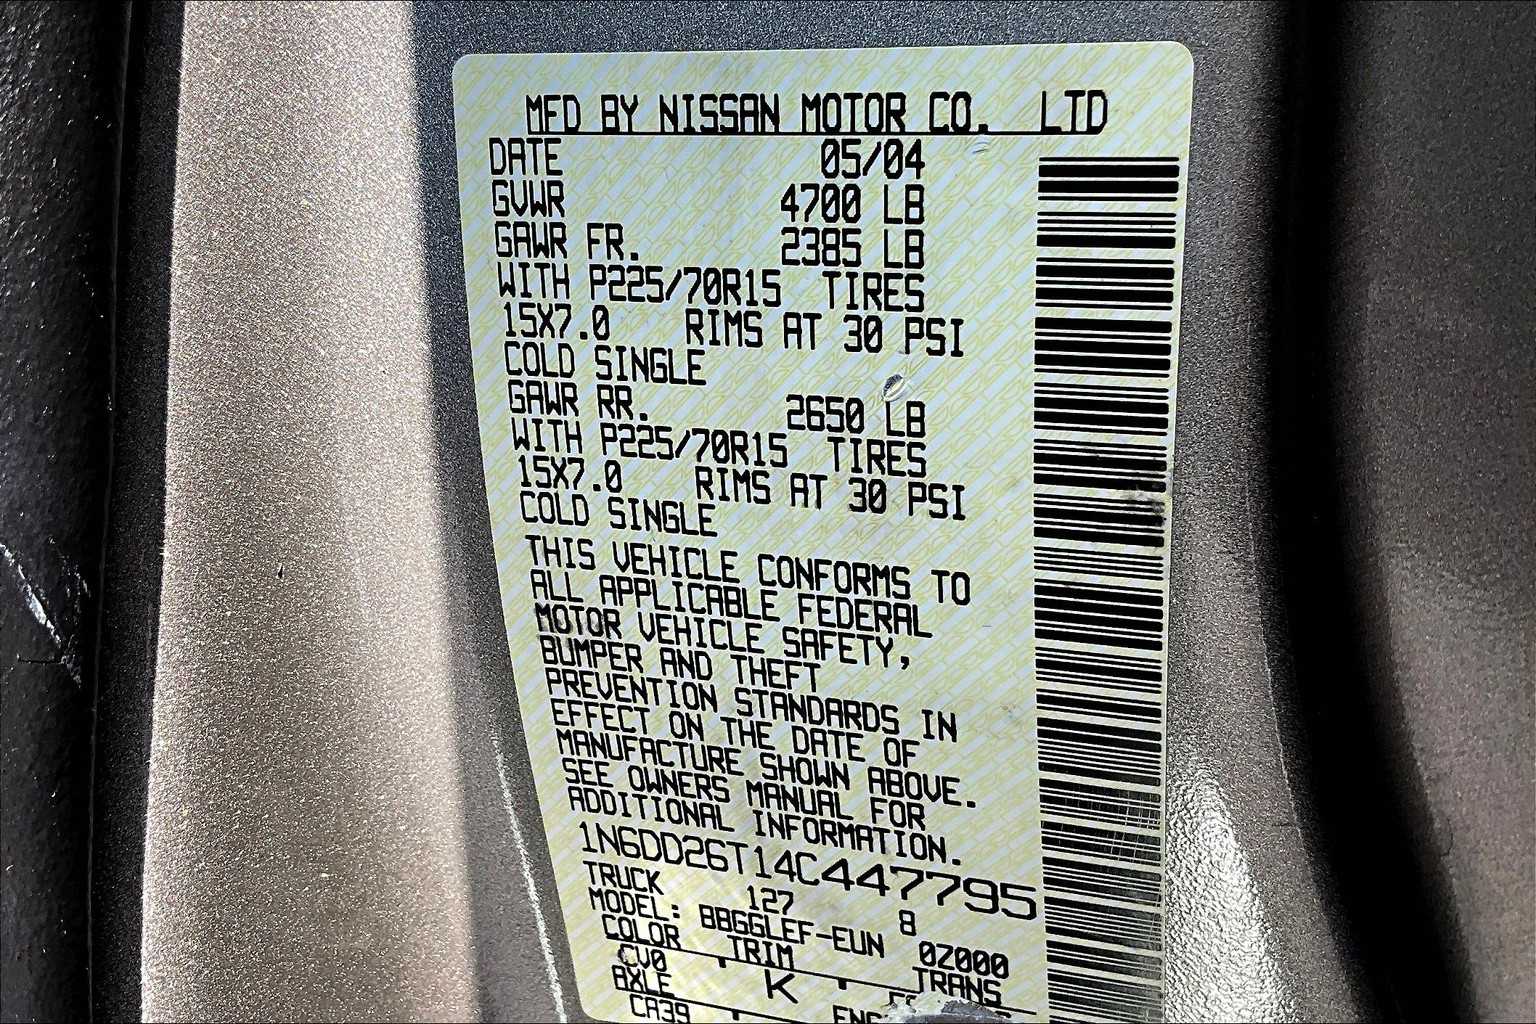 MFD BY NISSAN MOTOR CO. LTD
DATE 05/04
GVWR 4700 LB
GAWR FR. 2385 LB
WITH P225/70R15 TIRES
15X7.0 RIMS AT 30 PSI
COLD SINGLE
GAWR RR. 2650 LB
WITH P225/70R15 TIRES
15X7.0 RIMS AT 30 PSI
COLD SINGLE
THIS VEHICLE CONFORMS TO
ALL APPLICABLE FEDERAL
MOTOR VEHICLE SAFETY,
BUMPER AND THEFT
PREVENTION STANDARDS IN
EFFECT ON THE DATE OF
MANUFACTURE SHOWN ABOVE.
SEE OWNERS MANUAL FOR
ADDITIONAL INFORMATION.
1N6DD26T14C447795
TRUCK 127 8
MODEL: BBGGLEF-EUN 02000
COLOR TRIM TRANS
CV0 K
AXLE
CA39